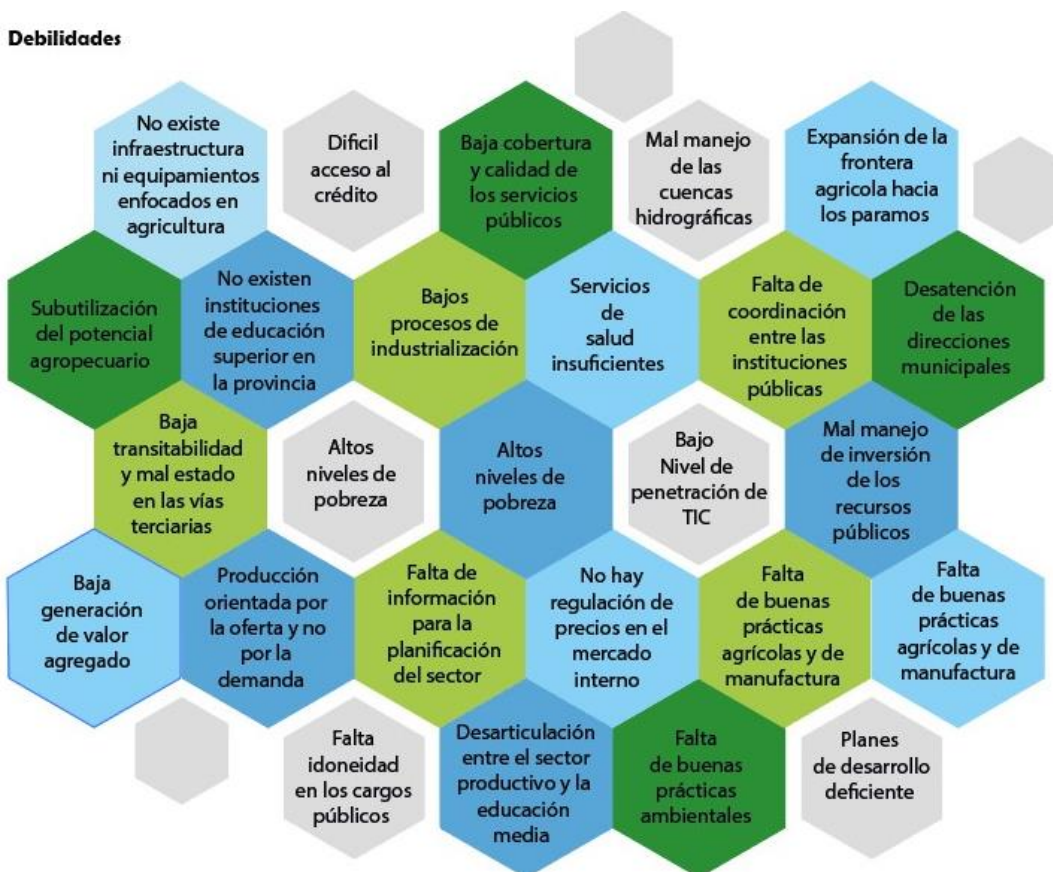 Debilidades
No existe
infraestructura
ni equipamientos
enfocados en
agricultura
Dificil
acceso al
crédito
Baja cobertura
y calidad de
los servicios
públicos
Mal manejo
de las
cuencas
hidrográficas
Expansión de la
frontera
agricola hacia
los paramos
Subutilización
del potencial
agropecuario
No existen
instituciones
de educación
superior en
la provincia
Bajos
procesos de
industrialización
Servicios
de
salud
insuficientes
Falta de
coordinación
entre las
instituciones
públicas
Desatención
de las
direcciones
municipales
Baja
transitabilidad
y mal estado
en las vías
terciarias
Altos
niveles de
pobreza
Altos
niveles de
pobreza
Bajo
Nivel de
penetración de
TIC
Mal manejo
de inversión
de los
recursos
públicos
Baja
generación
de valor
agregado
Producción
orientada por
la oferta y no
por la
demanda
Falta de
información
para la
planificación
del sector
No hay
regulación de
precios en el
mercado
interno
Falta
de buenas
prácticas
agrícolas y de
manufactura
Falta
de buenas
prácticas
agrícolas y de
manufactura
Falta
idoneidad
en los cargos
públicos
Desarticulación
entre el sector
productivo y la
educación
media
Falta
de buenas
prácticas
ambientales
Planes
de desarrollo
deficiente